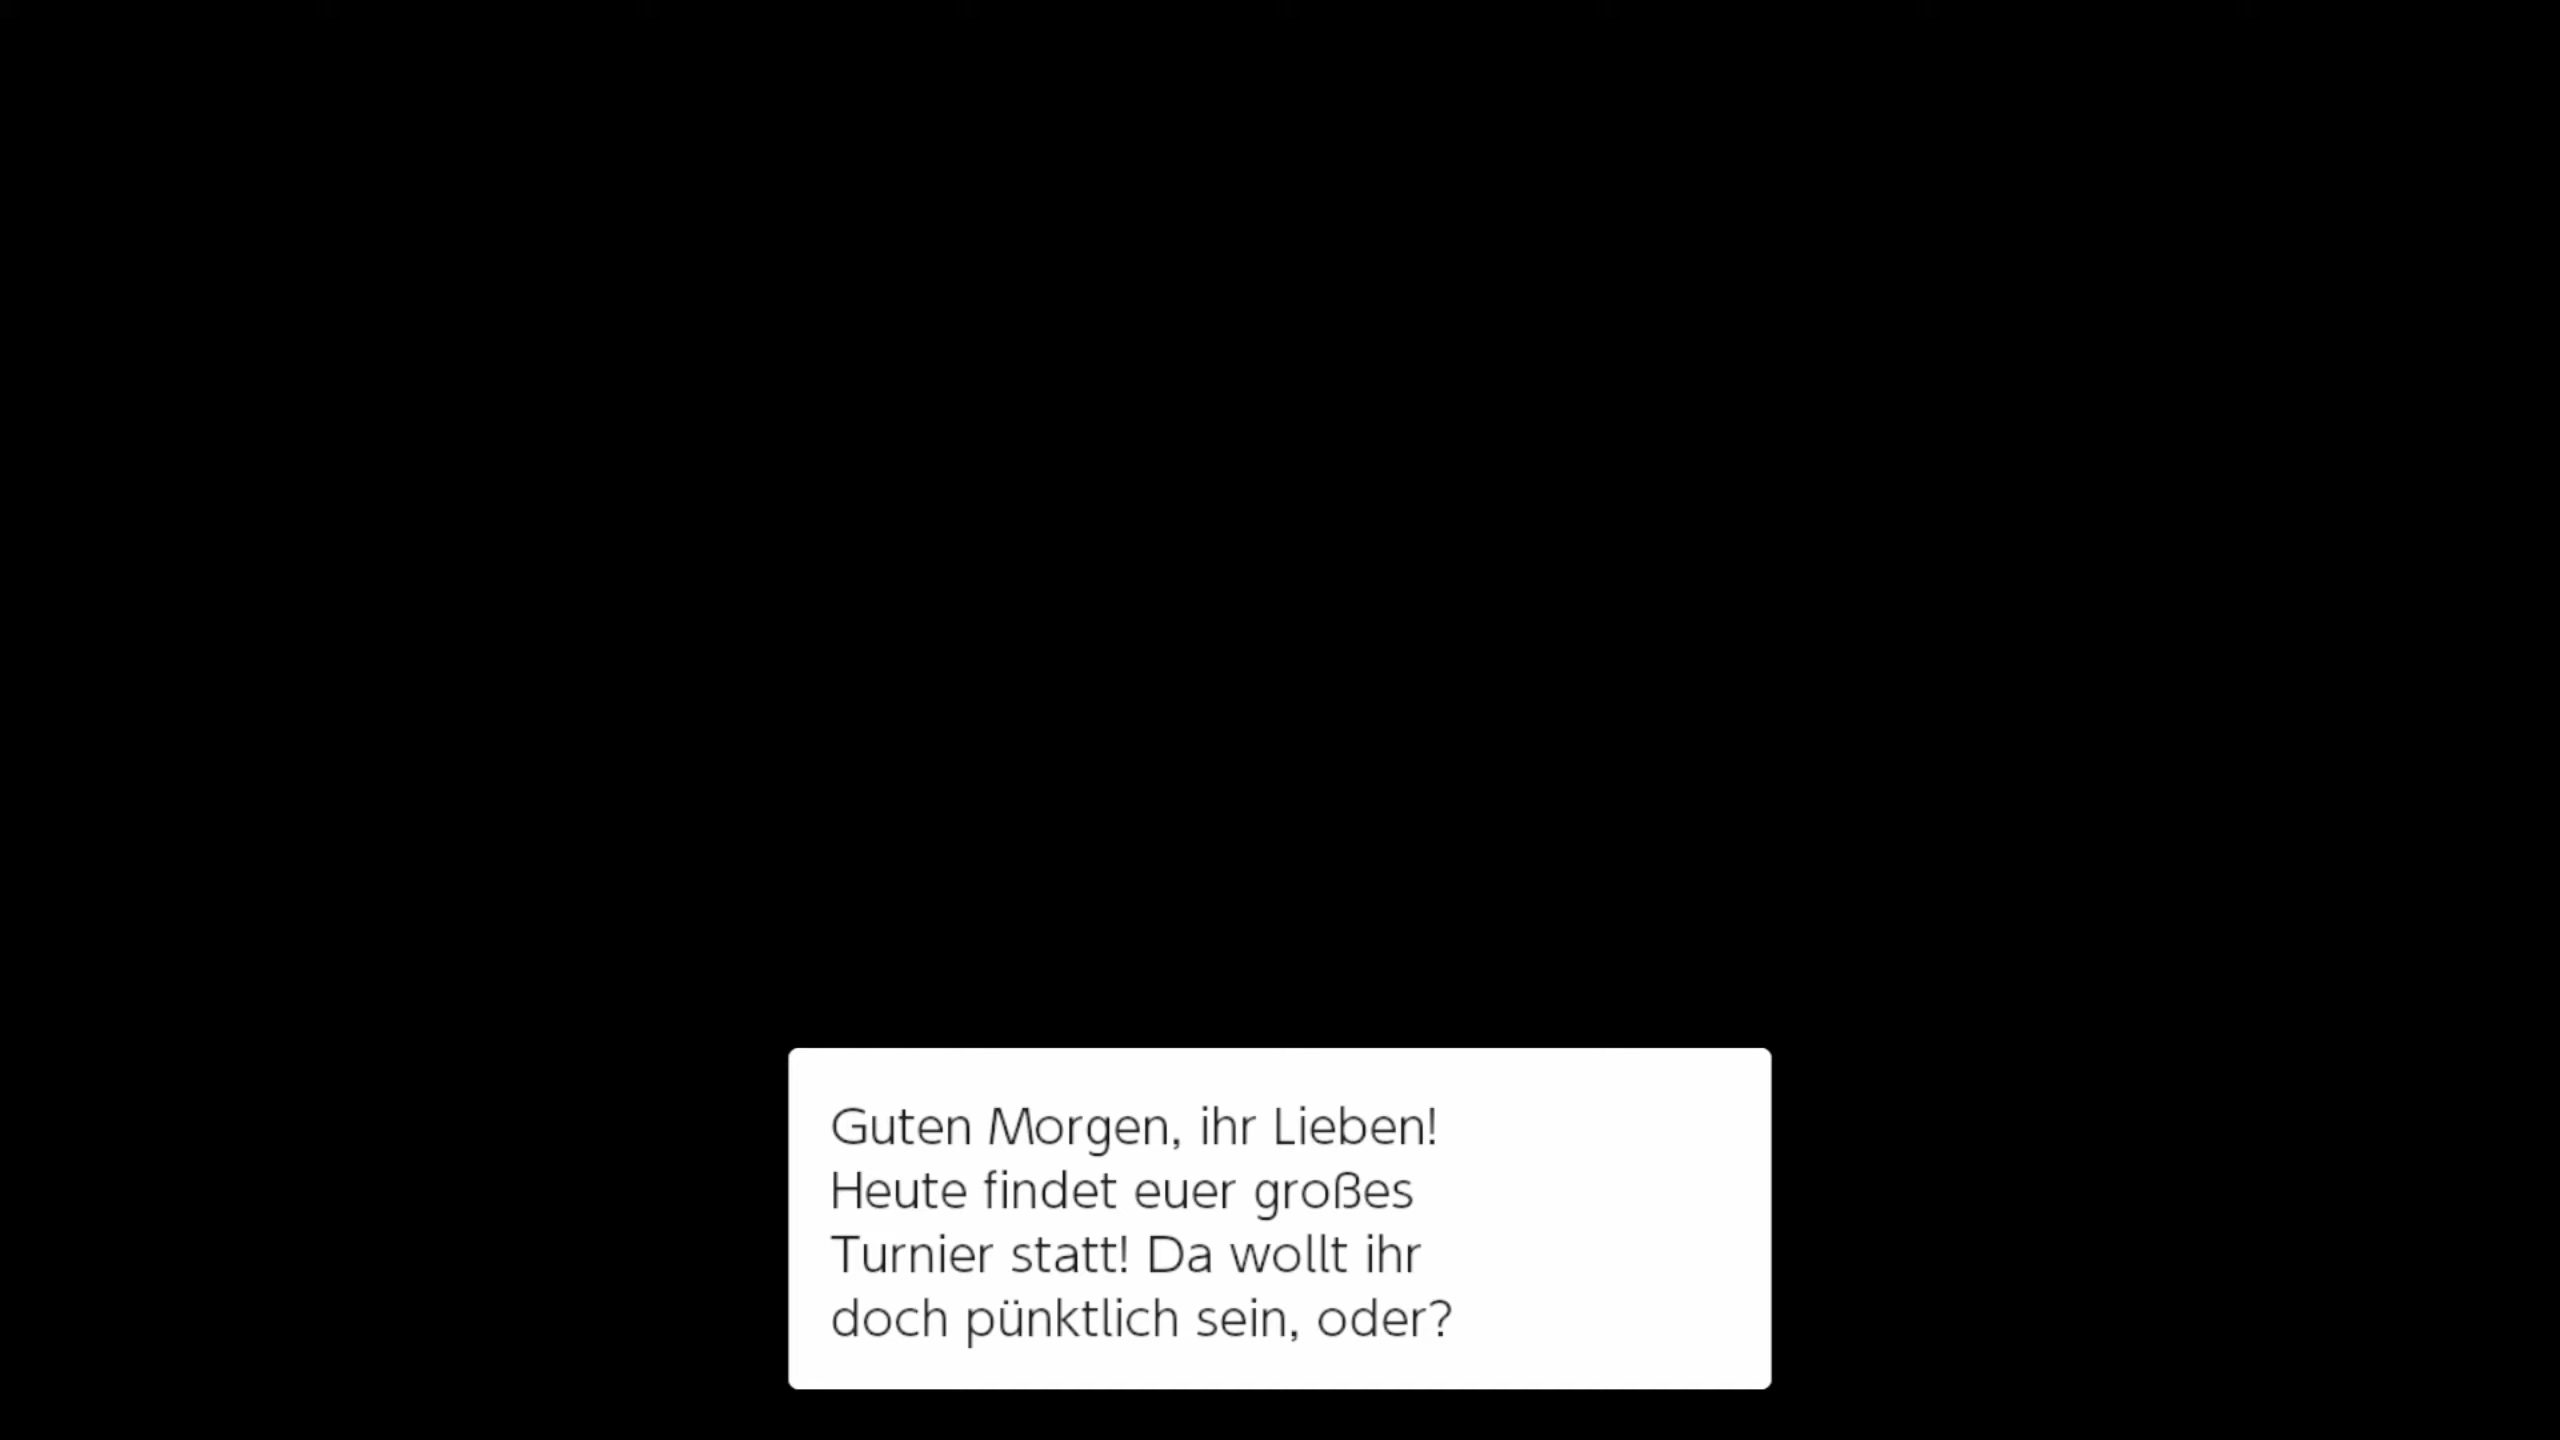 Guten Morgen, ihr Lieben!
Heute findet euer großes
Turnier statt! Da wollt ihr
doch pünktlich sein, oder?